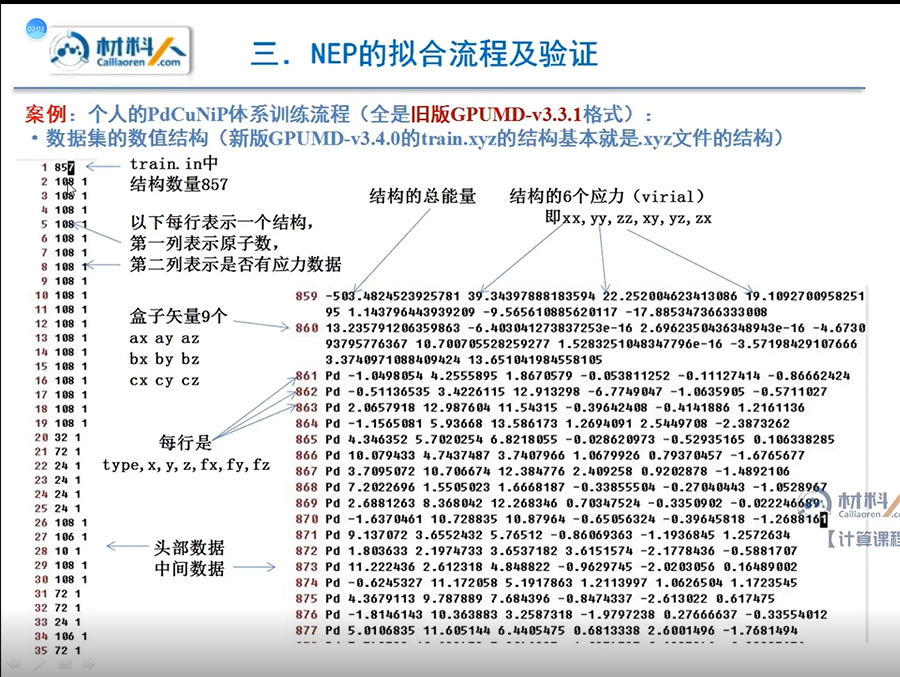 02:01
材料人
Cailiaoren.com
三．NEP的拟合流程及验证
案例：个人的PdCuNiP体系训练流程（全是旧版GPUMD-v3.3.1格式）：
• 数据集的数值结构（新版GPUMD-v3.4.0的train.xyz的结构基本就是.xyz文件的结构）
1 857
2 108 1
3 108 1
4 108 1
5 108 1
6 108 1
7 108 1
8 108 1
9 108 1
10 108 1
11 108 1
12 108 1
13 108 1
14 108 1
15 108 1
16 108 1
17 108 1
18 108 1
19 108 1
20 32 1
21 72 1
22 24 1
23 24 1
24 24 1
25 24 1
26 108 1
27 106 1
28 10 1
29 108 1
30 108 1
31 72 1
32 72 1
33 24 1
34 106 1
35 72 1
train.in中
结构数量857
以下每行表示一个结构，
第一列表示原子数，
第二列表示是否有应力数据
盒子矢量9个
ax ay az
bx by bz
cx cy cz
每行是
type,x,y,z,fx,fy,fz
头部数据
中间数据
结构的总能量
结构的6个应力（virial）
即xx,yy,zz,xy,yz,zx
859 -503.4824523925781 39.34397888183594 22.252004623413086 19.1092700958251
95 1.143796443939209 -9.565610885620117 -17.885347366333008
860 13.235791206359863 -6.403041273837253e-16 2.6962350436348943e-16 -4.6730
93795776367 10.700705528259277 1.5283251048347796e-16 -3.57198429107666
3.3740971088409424 13.651041984558105
861 Pd -1.0498054 4.2555895 1.8670579 -0.053811252 -0.11127414 -0.86662424
862 Pd -0.51136535 3.4226115 12.913298 -6.7749047 -1.0635905 -0.5711027
863 Pd 2.0657918 12.987604 11.54315 -0.39642408 -0.4141886 1.2161136
864 Pd -1.1565081 5.93668 13.586173 1.2694091 2.5449708 -2.3873262
865 Pd 4.346352 5.7020254 6.8218055 -0.028620973 -0.52935165 0.106338285
866 Pd 10.079433 4.7437487 3.7407966 1.0679926 0.79370457 -1.6765677
867 Pd 3.7095072 10.706674 12.386374 2.409258 0.9202878 -1.4892106
868 Pd 7.2022696 1.5505023 1.6668187 -0.33855504 -0.27040443 -1.0528967
869 Pd 2.6881263 8.368042 12.268346 0.70347524 -0.3350902 -0.022246689
870 Pd -1.6370461 10.728835 10.87964 -0.65056324 -0.39645818 -1.2688161
871 Pd 9.137072 3.6552432 5.76512 -0.86069363 -1.1936845 1.2572634
872 Pd 1.803633 2.1974733 3.6537182 3.6151574 -2.1778436 -0.5881707
873 Pd 11.222436 2.612318 4.848822 -0.9629745 -2.0203056 0.16489002
874 Pd -0.6245327 11.172058 5.1917863 1.2113997 1.0626504 1.1723545
875 Pd 4.3679113 9.787889 7.684396 -0.8474337 -2.613022 0.617475
876 Pd -1.8146143 10.363883 3.2587318 -1.9797238 0.27666637 -0.33554012
877 Pd 5.0106835 11.605144 6.4405475 0.6813338 2.6001496 -1.7681494
材料
Cailiaoren.co
【计算课程